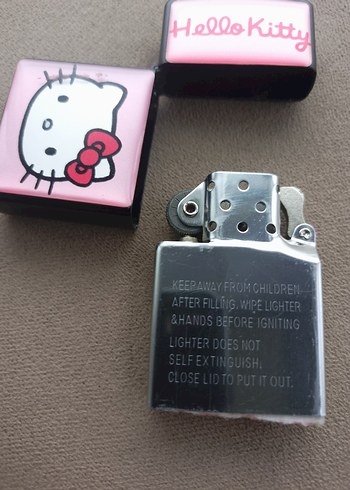 Hello Kitty
KEEP AWAY FROM CHILDREN
AFTER FILLING, WIPE LIGHTER
& HANDS BEFORE IGNITING
LIGHTER DOES NOT
SELF EXTINGUISH.
CLOSE LID TO PUT IT OUT.